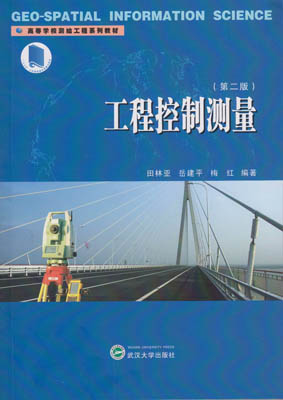 GEO-SPATIAL INFORMATION SCIENCE
高等学校测绘工程系列教材
(第二版)
工程控制测量
田林亚 岳建平 梅 红 编著
WUHAN UNIVERSITY PRESS
武汉大学出版社